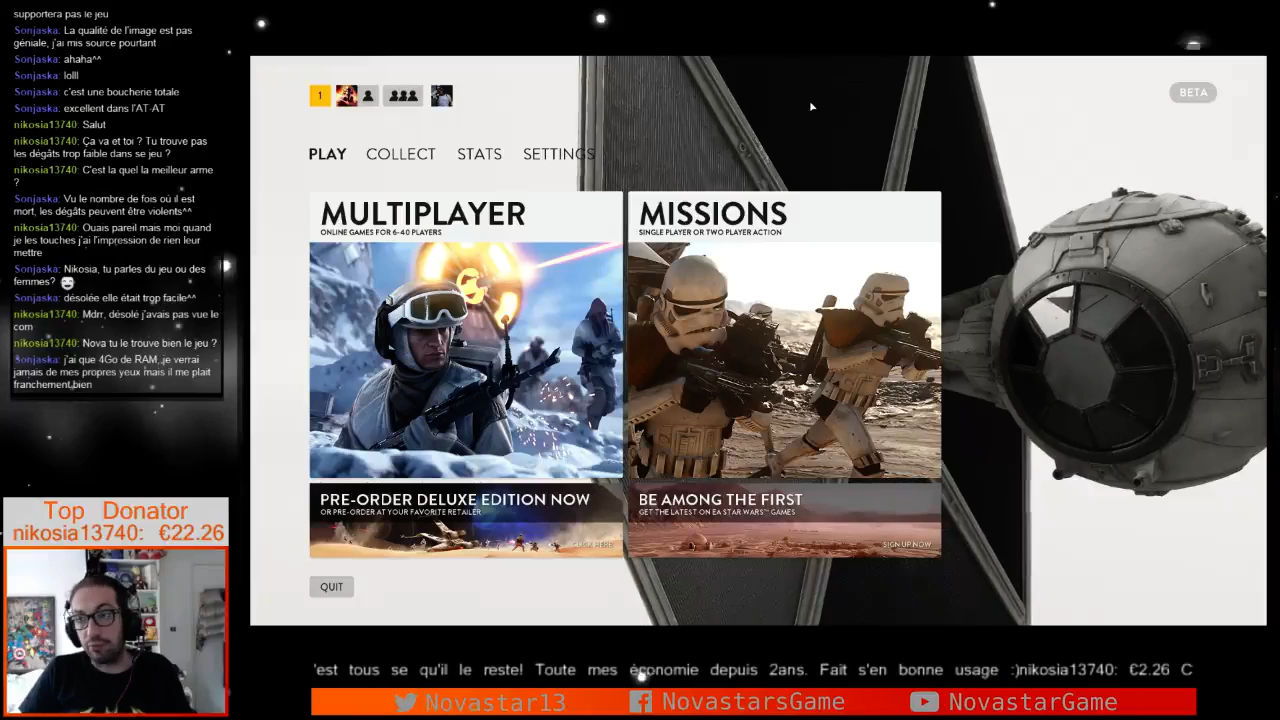 supportera pas le jeu
Sonjaska: La qualité de l'image est pas
géniale, j'ai mis source pourtant
Sonjaska: ahaha^^
Sonjaska: lolll
Sonjaska: c'est une boucherie totale
Sonjaska: excellent dans l'AT-AT
nikosia13740: Salut
nikosia13740: Ça va et toi ? Tu trouve pas
les dégâts trop faible dans se jeu ?
nikosia13740: C'est la quel la meilleur arme
?
Sonjaska: Vu le nombre de fois où il est
mort, les dégâts peuvent être violents^^
nikosia13740: Ouais pareil mais moi quand
je les touches j'ai l'impression de rien leur
mettre
Sonjaska: Nikosia, tu parles du jeu ou des
femmes?
Sonjaska: désolée elle était trop facile^^
nikosia13740: Mdrr, désolé j'avais pas vue le
com
nikosia13740: Nova tu le trouve bien le jeu ?
Sonjaska: j'ai que 4Go de RAM, je verrai
jamais de mes propres yeux mais il me plait
franchement bien
Top Donator
nikosia13740: €22.26
1
BETA
PLAY COLLECT STATS SETTINGS
MULTIPLAYER
ONLINE GAMES FOR 6-40 PLAYERS
MISSIONS
SINGLE PLAYER OR TWO PLAYER ACTION
PRE-ORDER DELUXE EDITION NOW
OR PRE-ORDER AT YOUR FAVORITE RETAILER
CLICK HERE
BE AMONG THE FIRST
GET THE LATEST ON EA STAR WARS™ GAMES
SIGN UP NOW
QUIT
'est tous se qu'il le reste! Toute mes économie depuis 2ans. Fait s'en bonne usage :)nikosia13740: €2.26 C
Novastar13 NovastarsGame NovastarGame